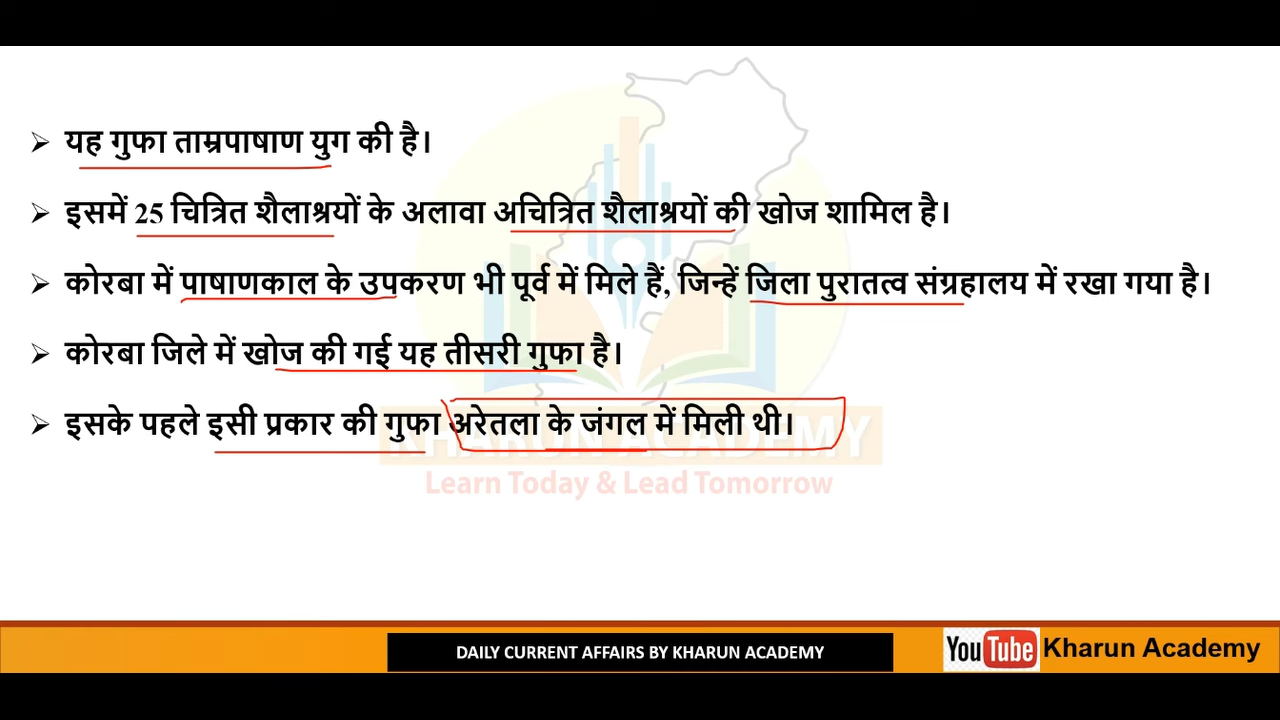 ➢ यह गुफा ताम्रपाषाण युग की है।
➢ इसमें 25 चित्रित शैलाश्रयों के अलावा अचित्रित शैलाश्रयों की खोज शामिल है।
➢ कोरबा में पाषाणकाल के उपकरण भी पूर्व में मिले हैं, जिन्हें जिला पुरातत्व संग्रहालय में रखा गया है।
➢ कोरबा जिले में खोज की गई यह तीसरी गुफा है।
➢ इसके पहले इसी प्रकार की गुफा अरेतला के जंगल में मिली थी।
KHARUN ACADEMY
Learn Today & Lead Tomorrow
DAILY CURRENT AFFAIRS BY KHARUN ACADEMY
YouTube Kharun Academy